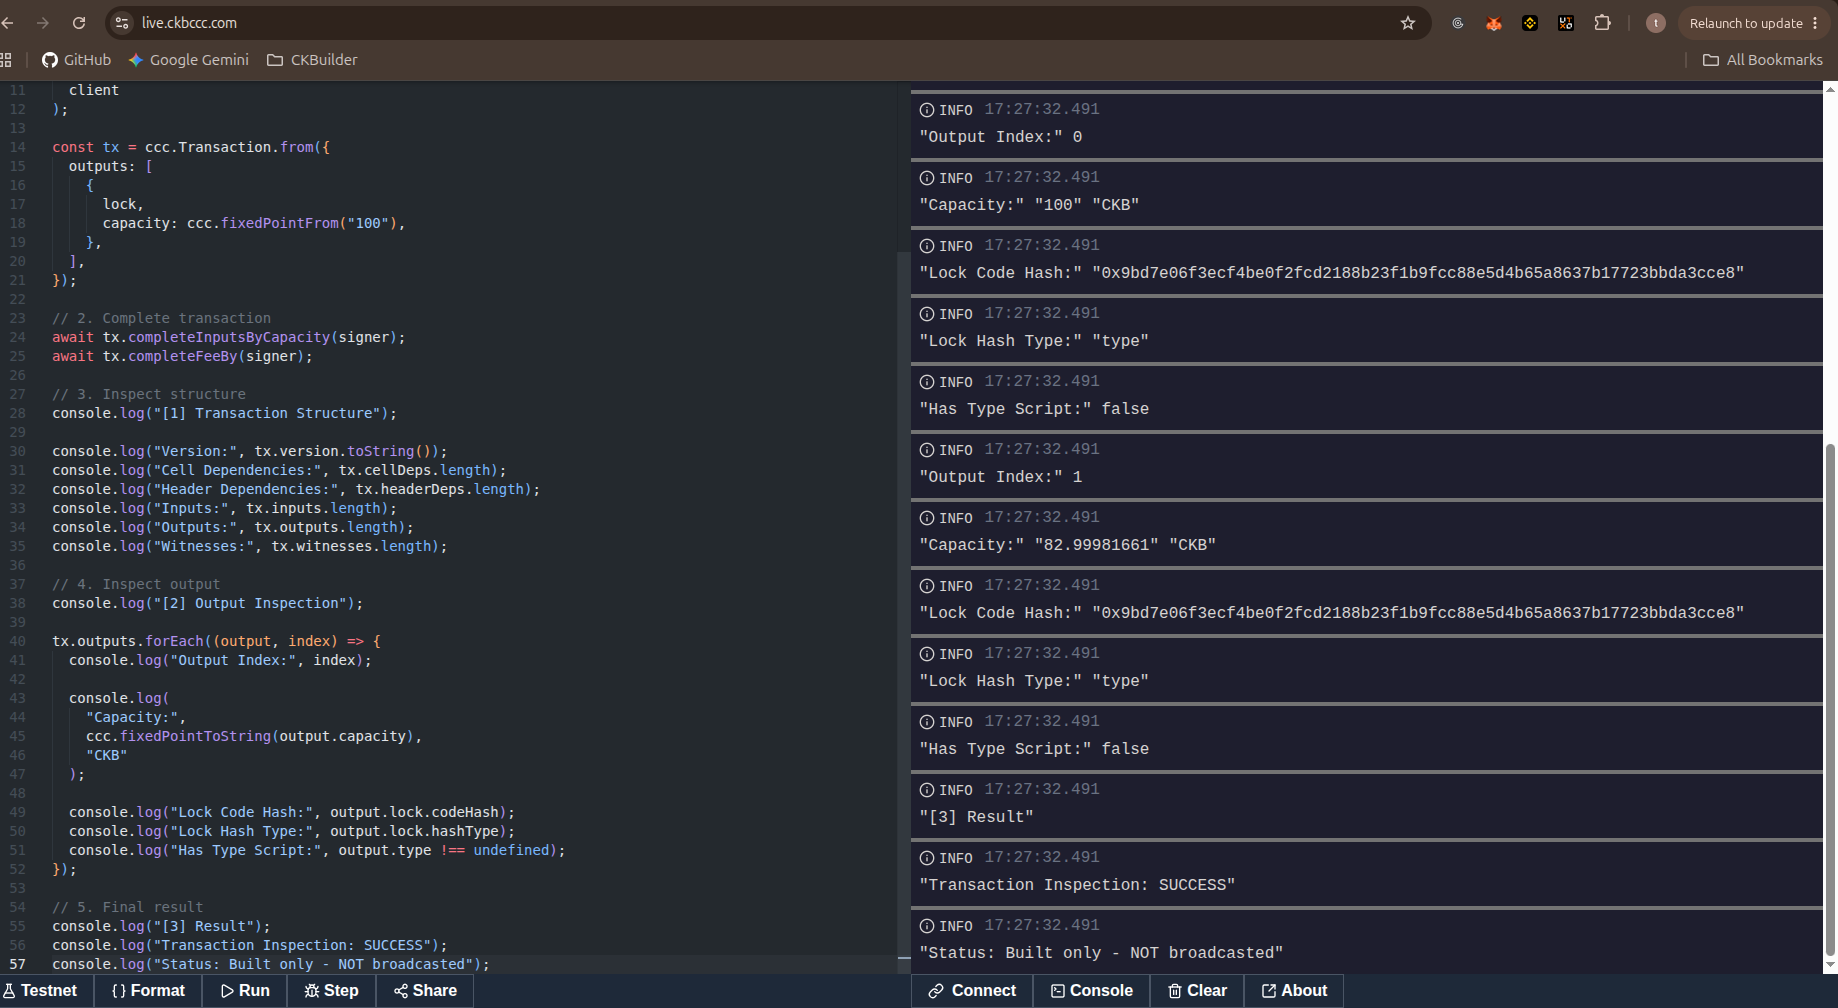 live.ckbccc.com
t
Relaunch to update
GitHub
Google Gemini
CKBuilder
All Bookmarks
11 client
12 );
13
14 const tx = ccc.Transaction.from({
15 outputs: [
16 {
17 lock,
18 capacity: ccc.fixedPointFrom("100"),
19 },
20 ],
21 });
22
23 // 2. Complete transaction
24 await tx.completeInputsByCapacity(signer);
25 await tx.completeFeeBy(signer);
26
27 // 3. Inspect structure
28 console.log("[1] Transaction Structure");
29
30 console.log("Version:", tx.version.toString());
31 console.log("Cell Dependencies:", tx.cellDeps.length);
32 console.log("Header Dependencies:", tx.headerDeps.length);
33 console.log("Inputs:", tx.inputs.length);
34 console.log("Outputs:", tx.outputs.length);
35 console.log("Witnesses:", tx.witnesses.length);
36
37 // 4. Inspect output
38 console.log("[2] Output Inspection");
39
40 tx.outputs.forEach((output, index) => {
41 console.log("Output Index:", index);
42
43 console.log(
44 "Capacity:",
45 ccc.fixedPointToString(output.capacity),
46 "CKB"
47 );
48
49 console.log("Lock Code Hash:", output.lock.codeHash);
50 console.log("Lock Hash Type:", output.lock.hashType);
51 console.log("Has Type Script:", output.type !== undefined);
52 });
53
54 // 5. Final result
55 console.log("[3] Result");
56 console.log("Transaction Inspection: SUCCESS");
57 console.log("Status: Built only - NOT broadcasted");
Testnet
{} Format
Run
Step
Share
INFO 17:27:32.491
"Output Index:" 0
INFO 17:27:32.491
"Capacity:" "100" "CKB"
INFO 17:27:32.491
"Lock Code Hash:" "0x9bd7e06f3ecf4be0f2fcd2188b23f1b9fcc88e5d4b65a8637b17723bbda3cce8"
INFO 17:27:32.491
"Lock Hash Type:" "type"
INFO 17:27:32.491
"Has Type Script:" false
INFO 17:27:32.491
"Output Index:" 1
INFO 17:27:32.491
"Capacity:" "82.99981661" "CKB"
INFO 17:27:32.491
"Lock Code Hash:" "0x9bd7e06f3ecf4be0f2fcd2188b23f1b9fcc88e5d4b65a8637b17723bbda3cce8"
INFO 17:27:32.491
"Lock Hash Type:" "type"
INFO 17:27:32.491
"Has Type Script:" false
INFO 17:27:32.491
"[3] Result"
INFO 17:27:32.491
"Transaction Inspection: SUCCESS"
INFO 17:27:32.491
"Status: Built only - NOT broadcasted"
Connect
Console
Clear
About